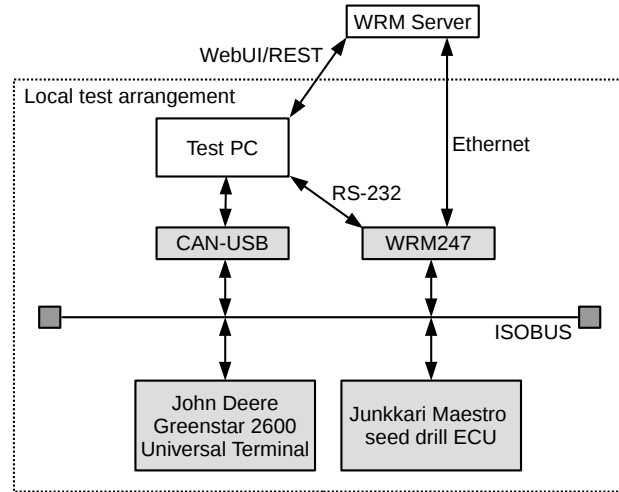 WRM Server
WebUI/REST
Local test arrangement
Test PC
Ethernet
RS-232
CAN-USB
WRM247
ISOBUS
John Deere
Greenstar 2600
Universal Terminal
Junkkari Maestro
seed drill ECU